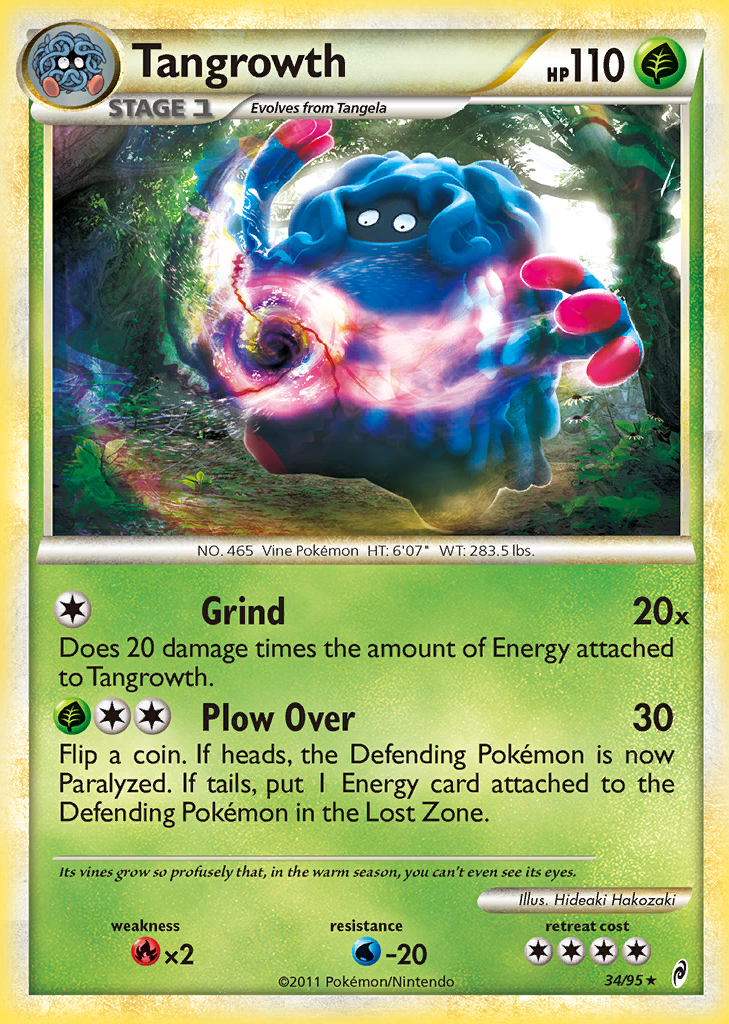 Tangrowth
HP110
STAGE 1
Evolves from Tangela
NO. 465 Vine Pokémon HT: 6'07" WT: 283.5 lbs.
Grind 20x
Does 20 damage times the amount of Energy attached
to Tangrowth.
Plow Over 30
Flip a coin. If heads, the Defending Pokémon is now
Paralyzed. If tails, put 1 Energy card attached to the
Defending Pokémon in the Lost Zone.
Its vines grow so profusely that, in the warm season, you can't even see its eyes.
Illus. Hideaki Hakozaki
weakness resistance retreat cost
×2 -20
©2011 Pokémon/Nintendo 34/95 ★